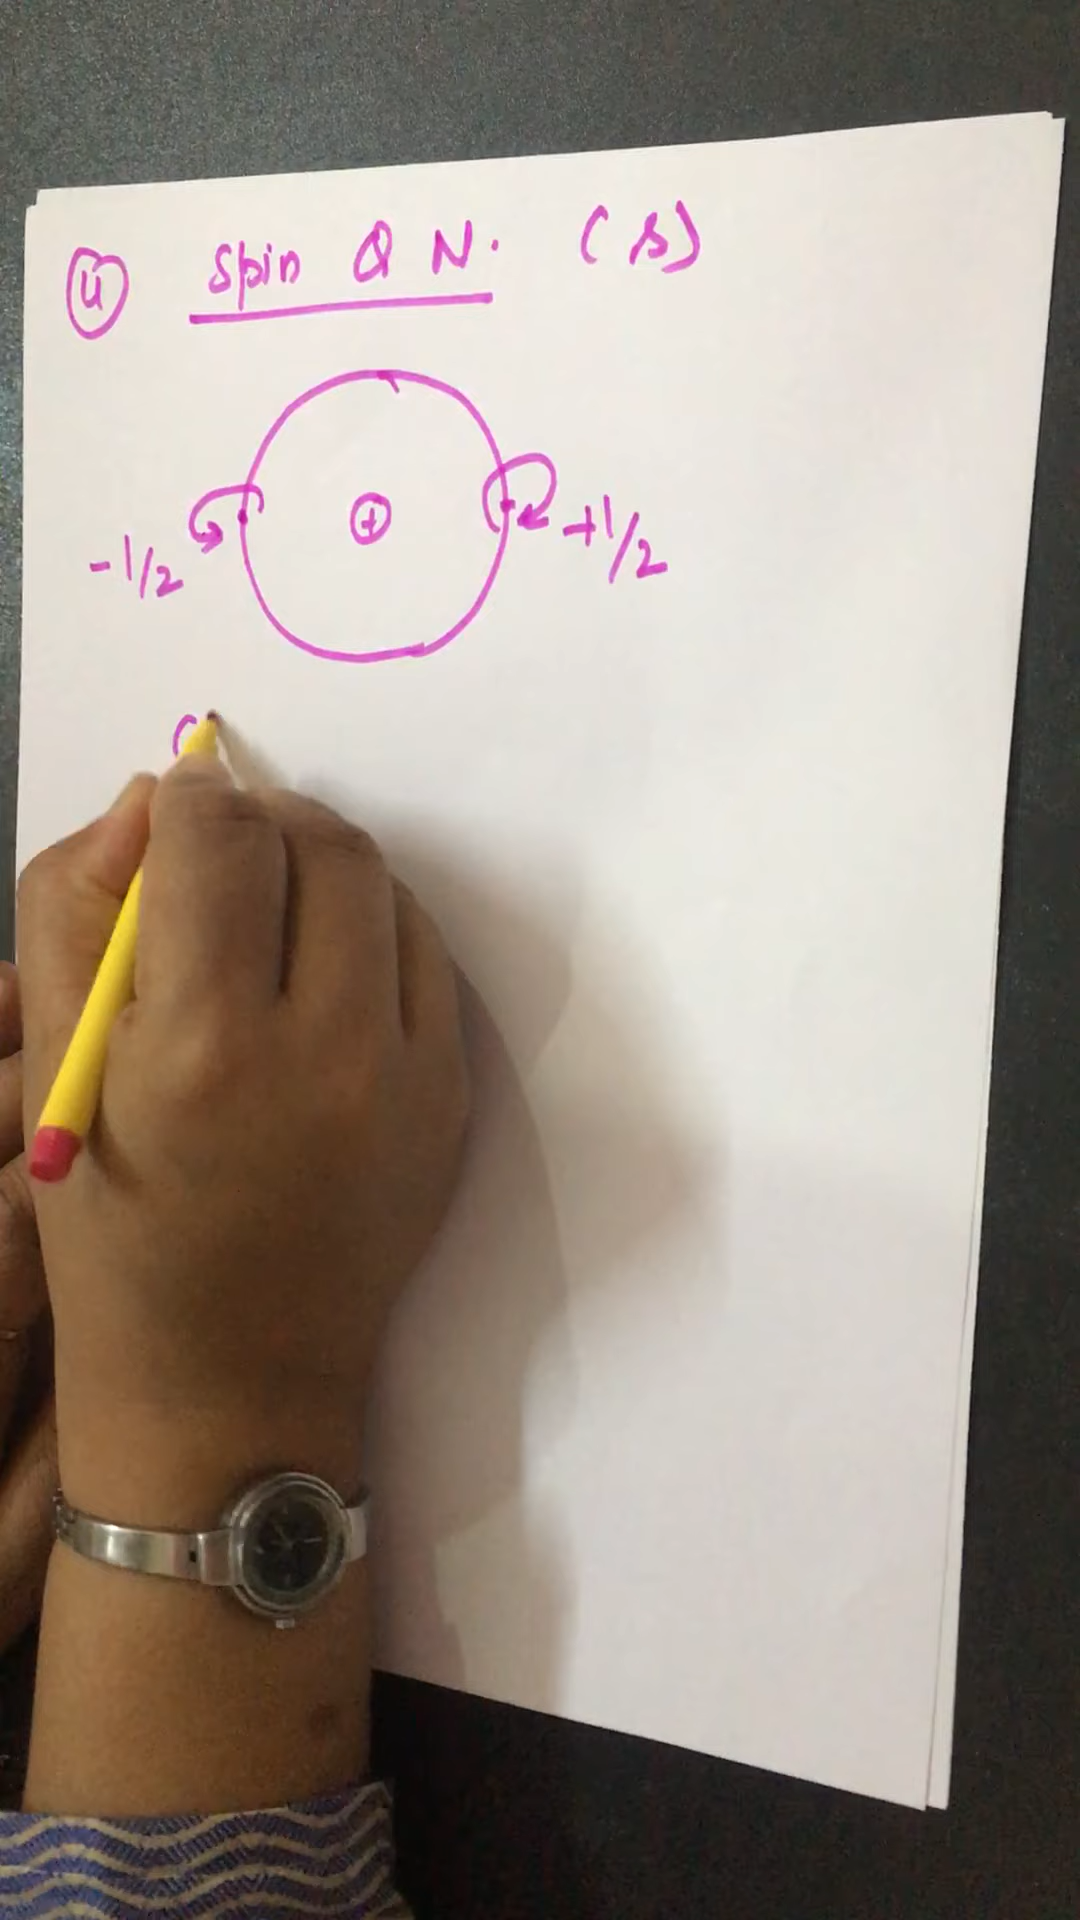 ④ Spin Q N. (s)
+
-1/2 +1/2
(